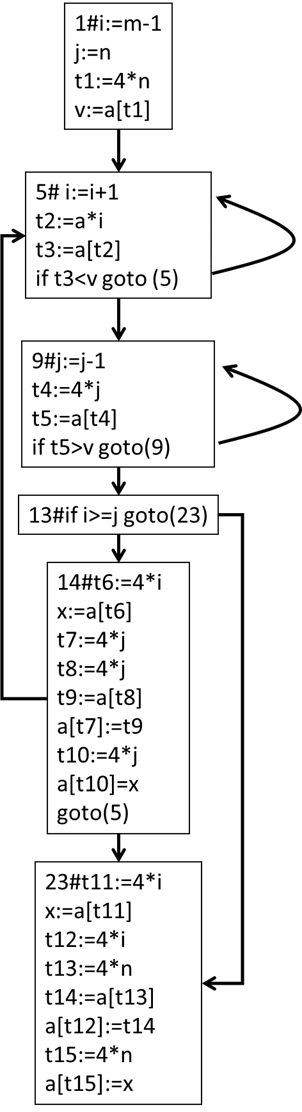 1#i:=m-1
j:=n
t1:=4*n
v:=a[t1]
5# i:=i+1
t2:=a*i
t3:=a[t2]
if t3<v goto (5)
9#j:=j-1
t4:=4*j
t5:=a[t4]
if t5>v goto(9)
13#if i>=j goto(23)
14#t6:=4*i
x:=a[t6]
t7:=4*j
t8:=4*j
t9:=a[t8]
a[t7]:=t9
t10:=4*j
a[t10]=x
goto(5)
23#t11:=4*i
x:=a[t11]
t12:=4*i
t13:=4*n
t14:=a[t13]
a[t12]:=t14
t15:=4*n
a[t15]:=x